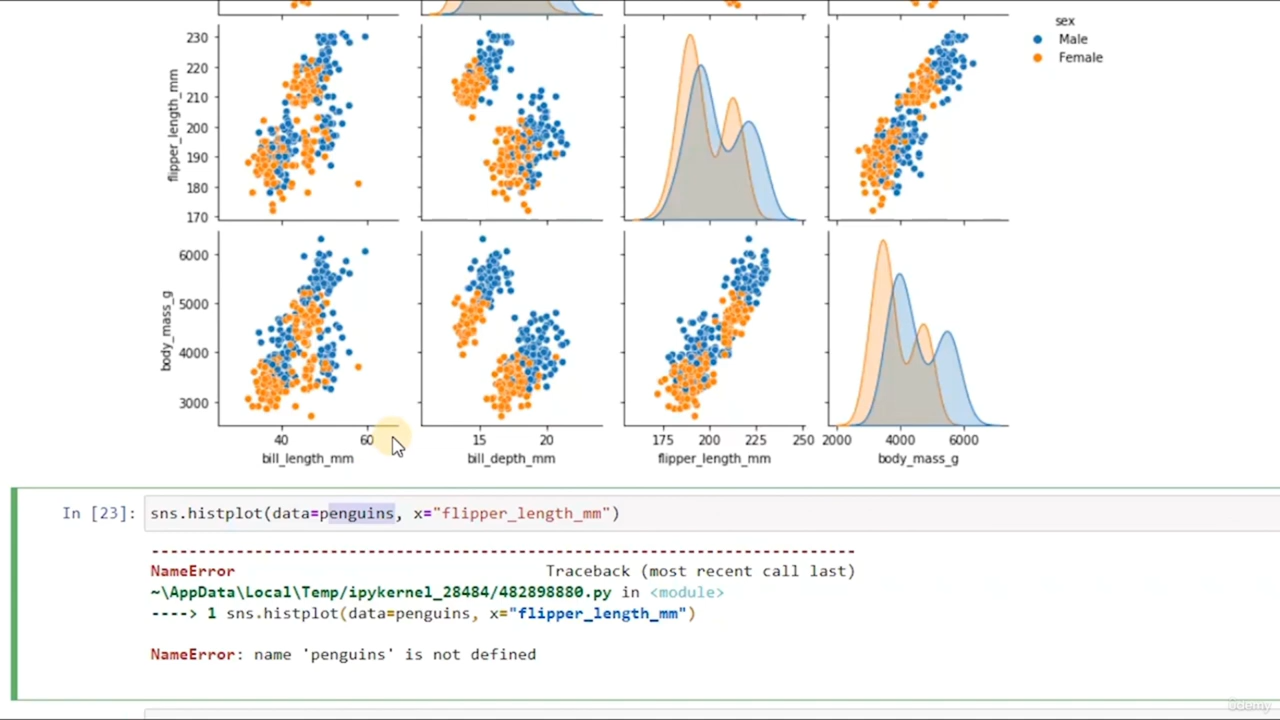 sex
Male
Female
230
220
210
200
190
180
170
flipper_length_mm
6000
5000
4000
3000
body_mass_g
40 60 15 20 175 200 225 250 2000 4000 6000
bill_length_mm bill_depth_mm flipper_length_mm body_mass_g
In [23]: sns.histplot(data=penguins, x="flipper_length_mm")
---------------------------------------------------------------------------
NameError Traceback (most recent call last)
~\AppData\Local\Temp/ipykernel_28484/482898880.py in <module>
----> 1 sns.histplot(data=penguins, x="flipper_length_mm")
NameError: name 'penguins' is not defined
ûdemy